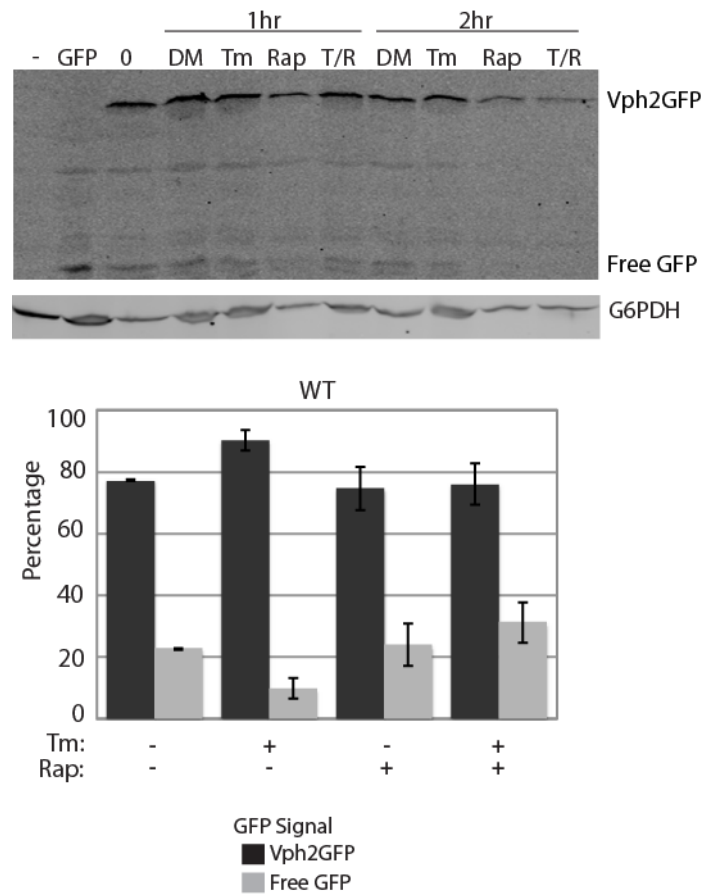 1hr 2hr
- GFP 0 DM Tm Rap T/R DM Tm Rap T/R
Vph2GFP
Free GFP
G6PDH
WT
Percentage
100
80
60
40
20
0
Tm: - + - +
Rap: - - + +
GFP Signal
Vph2GFP
Free GFP